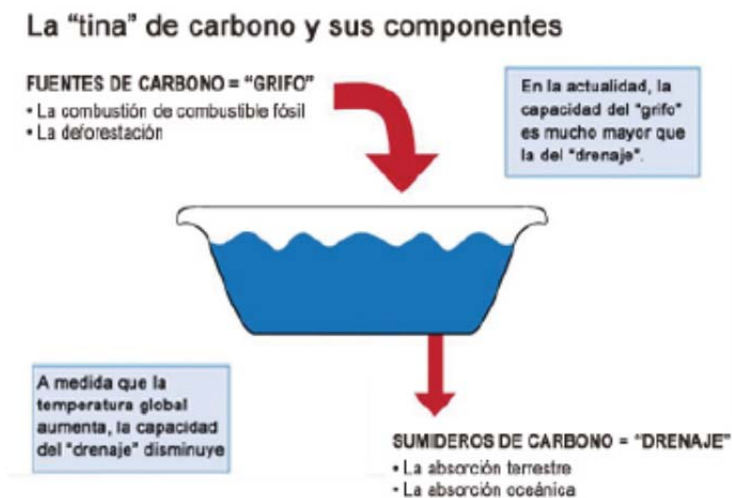 La "tina" de carbono y sus componentes
FUENTES DE CARBONO = "GRIFO"
• La combustión de combustible fósil
• La deforestación
En la actualidad, la
capacidad del "grifo"
es mucho mayor que
la del "drenaje".
A medida que la
temperatura global
aumenta, la capacidad
del "drenaje" disminuye
SUMIDEROS DE CARBONO = "DRENAJE"
• La absorción terrestre
• La absorción oceánica